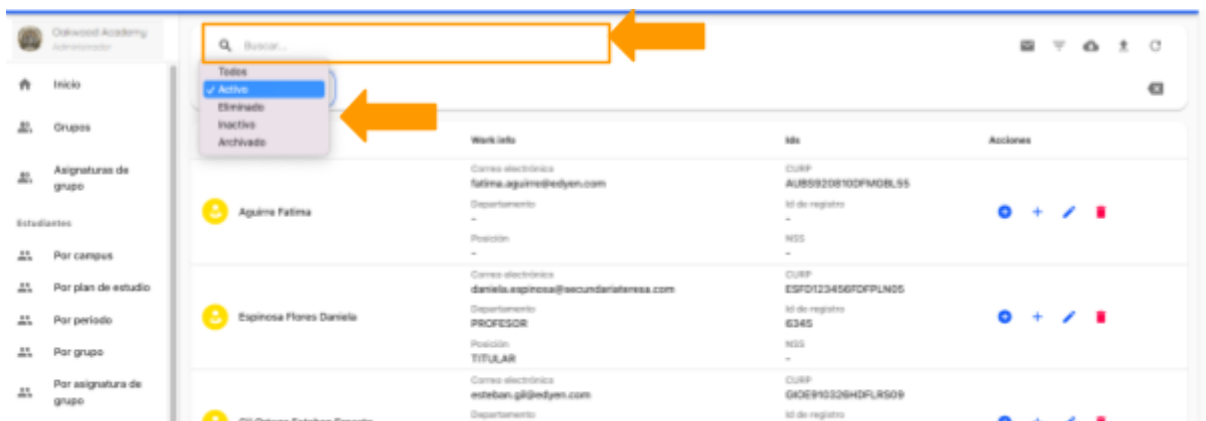 Oakwood Academy
Administrador
Buscar...
Todos
✓ Activo
Eliminado
Inactivo
Archivado
Inicio
Grupos
Asignaturas de
grupo
Estudiantes
Por campus
Por plan de estudio
Por periodo
Por grupo
Por asignatura de
grupo
Work info
Ids
Acciones
Aguirre Fatima
Correo electrónico
fatima.aguirre@edyen.com
Departamento
-
Posición
-
CURP
Id de registro
-
NSS
-
Espinosa Flores Daniela
Correo electrónico
daniela.espinosa@secundariateresa.com
Departamento
PROFESOR
Posición
TITULAR
CURP
ESFD123456FDFPLN05
Id de registro
6345
NSS
-
Correo electrónico
esteban.gil@edyen.com
Departamento
CURP
GIOE910326HDFLRS09
Id de registro